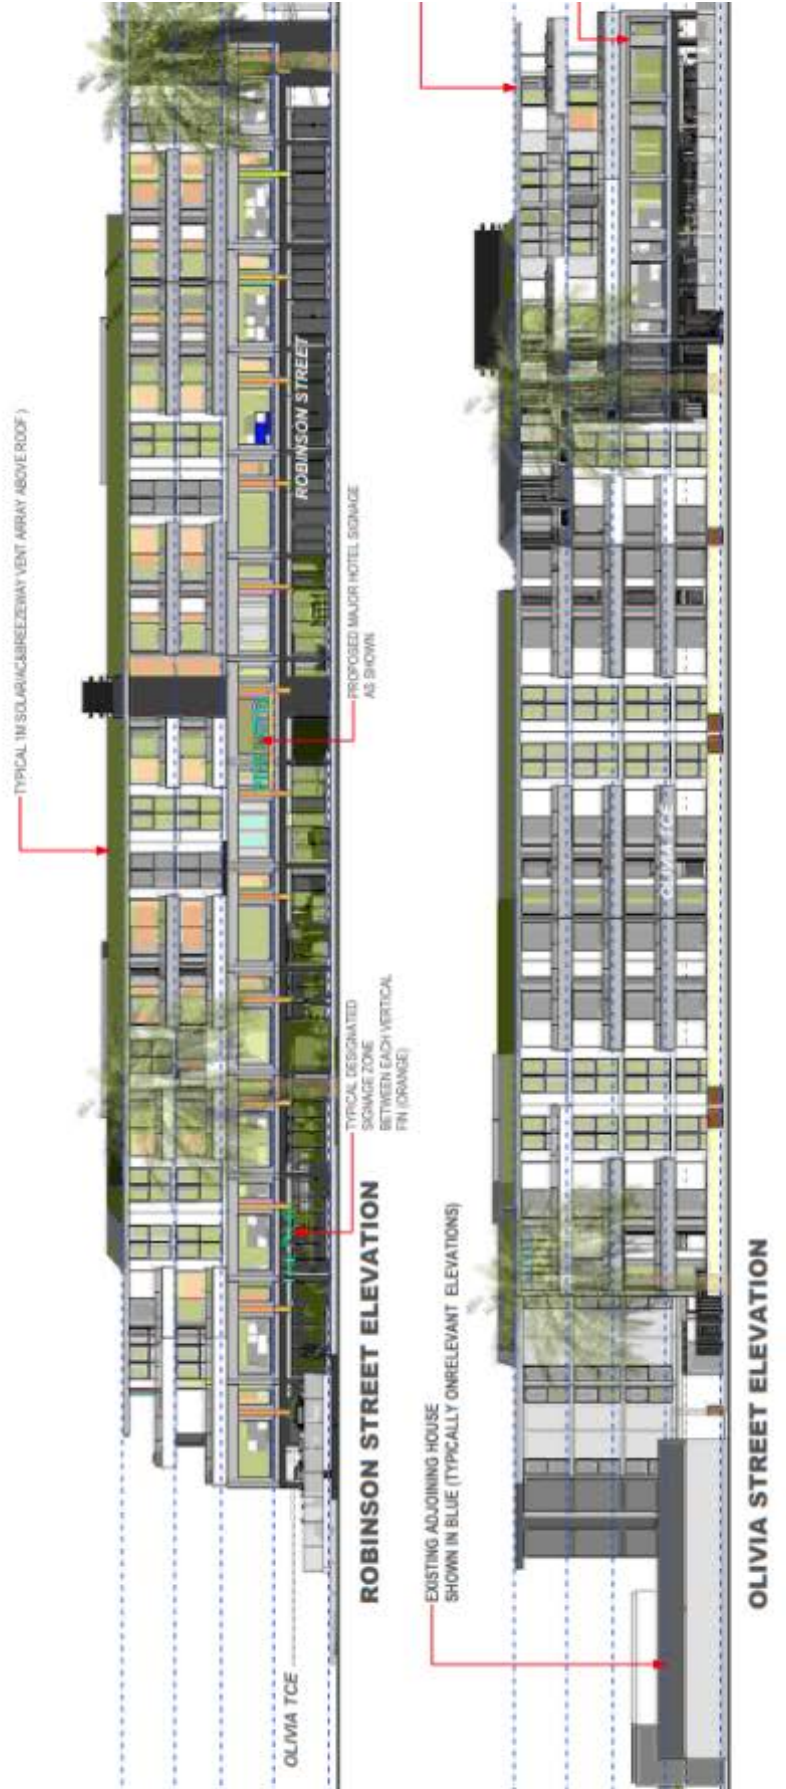 TYPICAL 1M SOLAR/AC&BREEZEWAY VENT ARRAY ABOVE ROOF )
ROBINSON STREET
PROPOSED MAJOR HOTEL SIGNAGE
AS SHOWN
TYPICAL DESIGNATED
SIGNAGE ZONE
BETWEEN EACH VERTICAL
FIN (ORANGE)
OLIVIA TCE
ROBINSON STREET ELEVATION
OLIVIA TCE
EXISTING ADJOINING HOUSE
SHOWN IN BLUE (TYPICALLY ONRELEVANT ELEVATIONS)
OLIVIA STREET ELEVATION